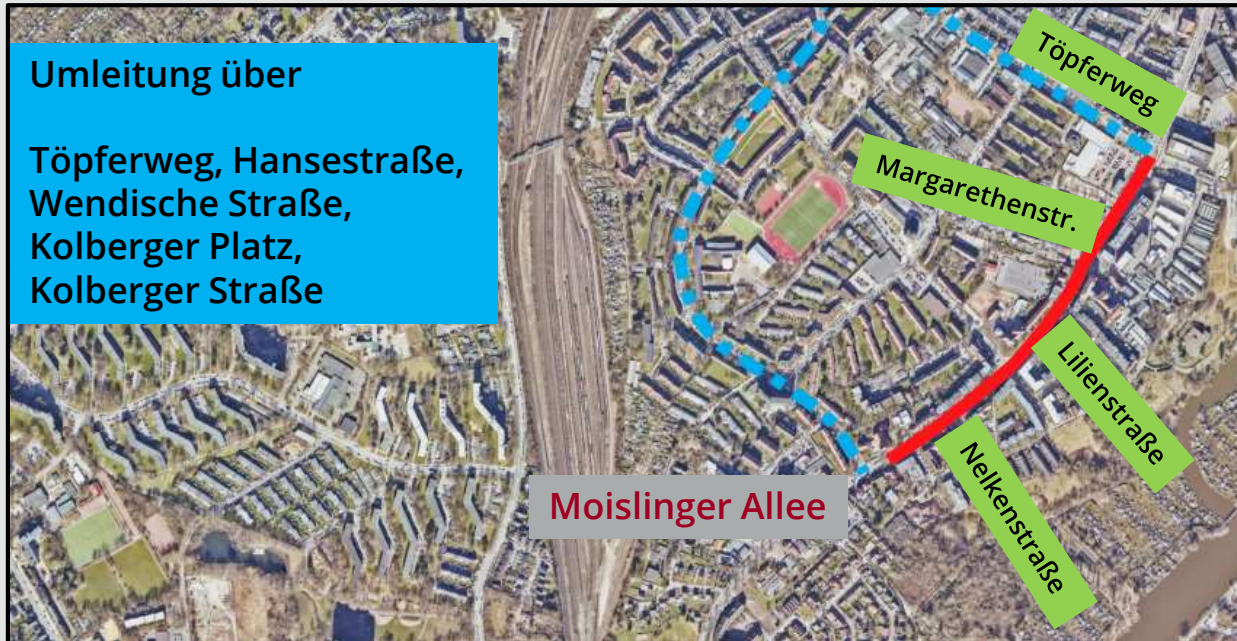 Umleitung über
Töpferweg, Hansestraße,
Wendische Straße,
Kolberger Platz,
Kolberger Straße
Töpferweg
Margarethenstr.
Lilienstraße
Nelkenstraße
Moislinger Allee